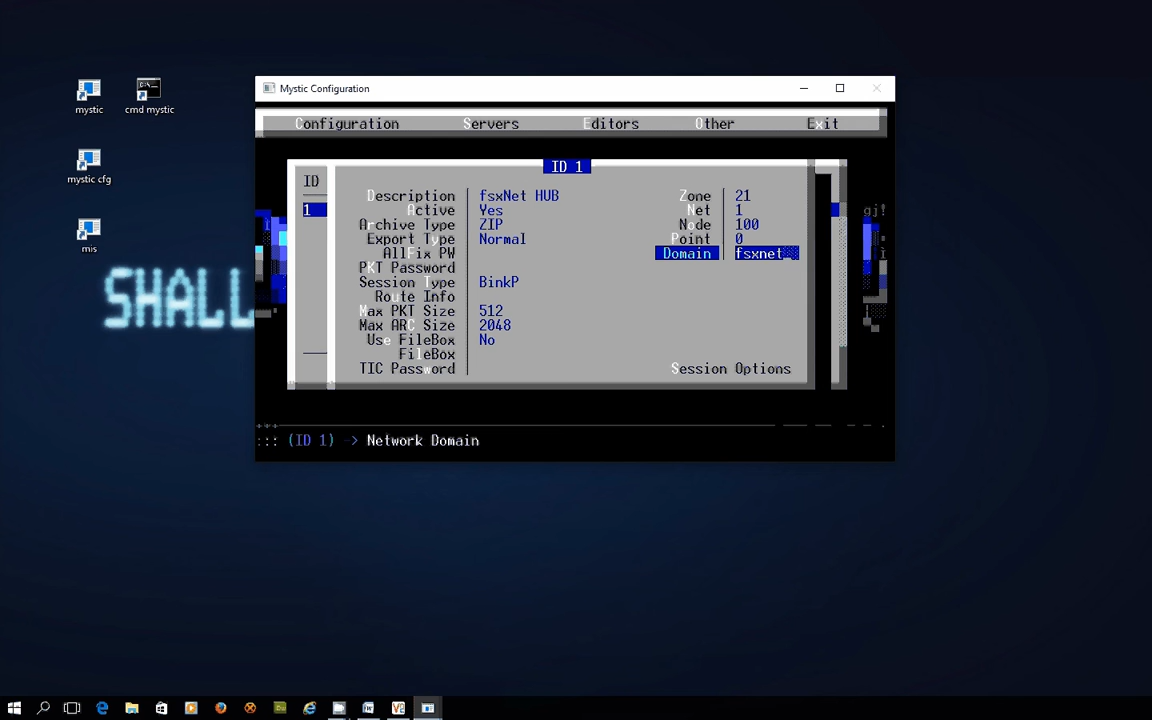 mystic
cmd mystic
mystic cfg
mis
SHALL
Mystic Configuration
Configuration Servers Editors Other Exit
ID 1
ID
1
Description fsxNet HUB Zone 21
Active Yes Net 1
Archive Type ZIP Node 100
Export Type Normal Point 0
AllFix PW Domain fsxnet
PKT Password
Session Type BinkP
Route Info
Max PKT Size 512
Max ARC Size 2048
Use FileBox No
FileBox
TIC Password Session Options
::: (ID 1) -> Network Domain